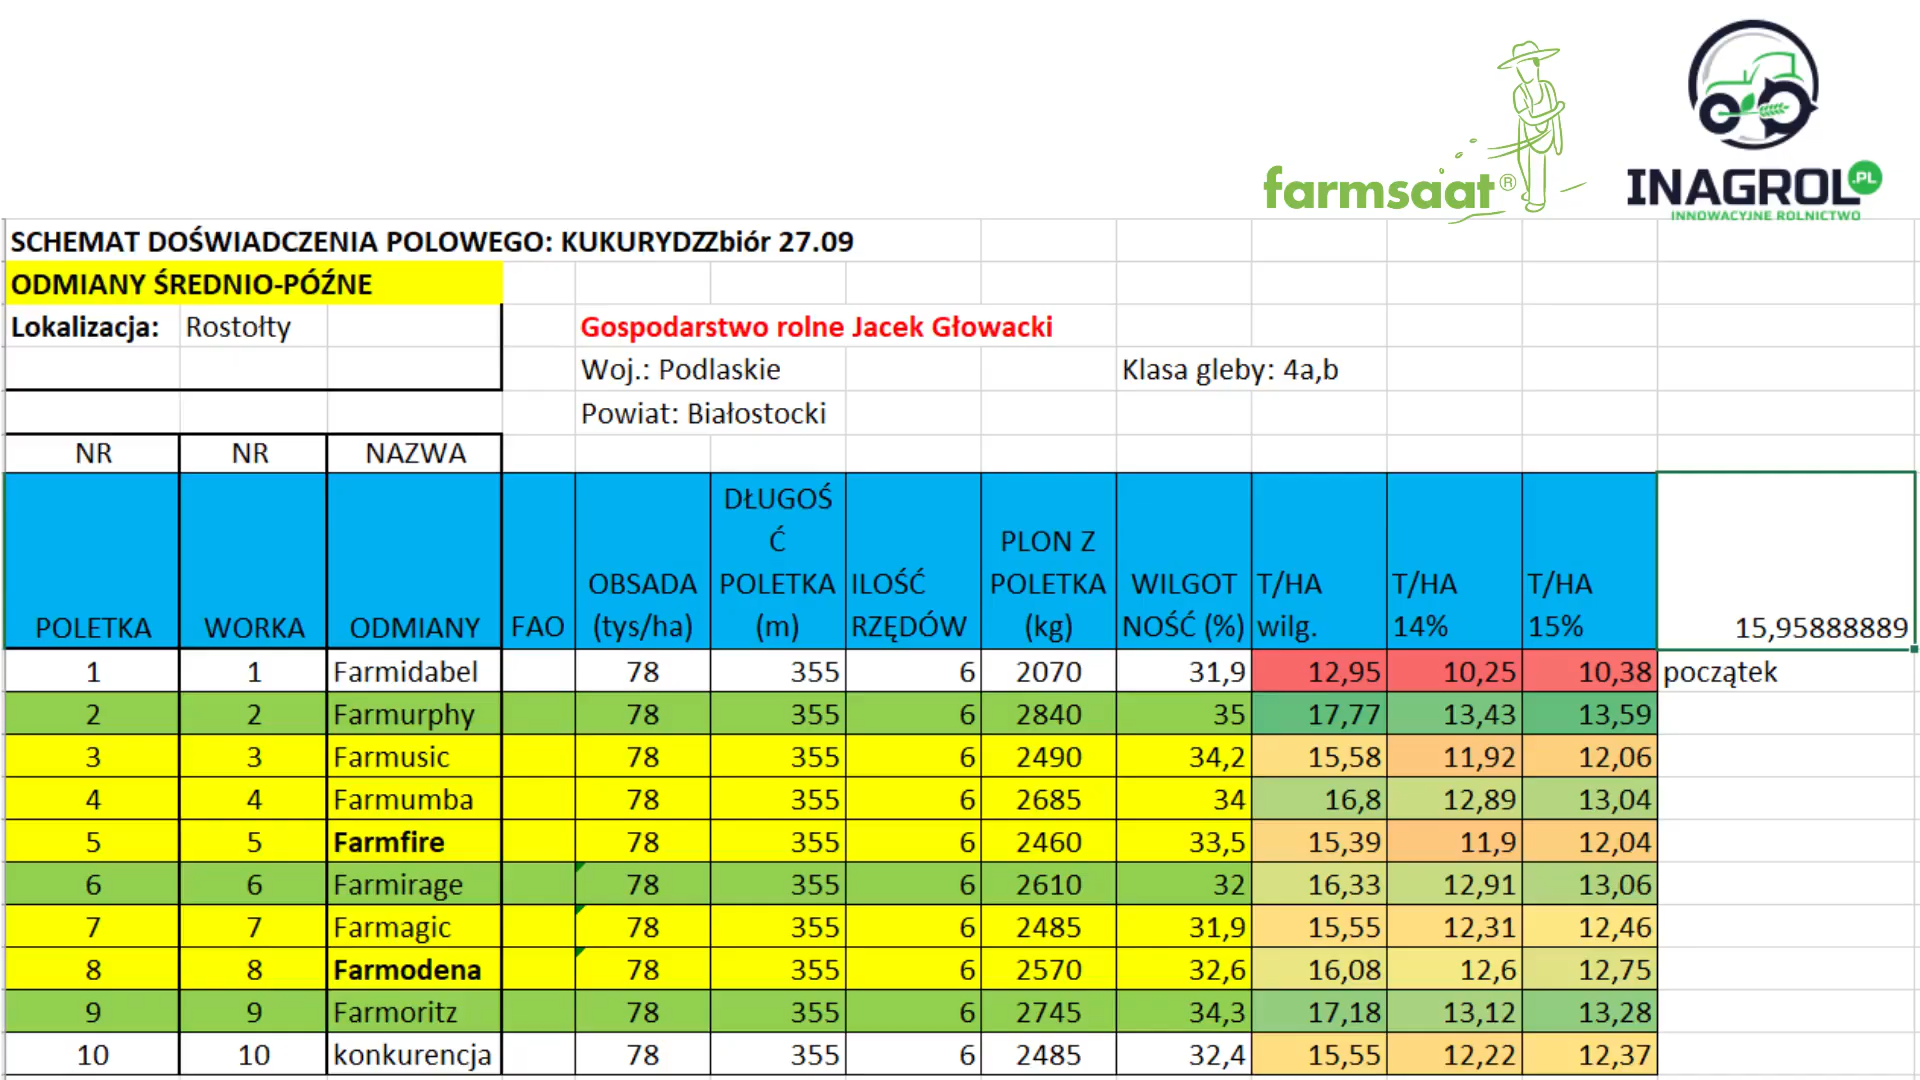 farmsaat®
INAGROL.PL
INNOWACYJNE ROLNICTWO
SCHEMAT DOŚWIADCZENIA POLOWEGO: KUKURYDZZbiór 27.09
ODMIANY ŚREDNIO-PÓŹNE
Lokalizacja: Rostołty Gospodarstwo rolne Jacek Głowacki
Woj.: Podlaskie Klasa gleby: 4a,b
Powiat: Białostocki
NR NR NAZWA
POLETKA WORKA ODMIANY FAO OBSADA (tys/ha) DŁUGOŚĆ POLETKA (m) ILOŚĆ RZĘDÓW PLON Z POLETKA (kg) WILGOTNOŚĆ (%) T/HA wilg. T/HA 14% T/HA 15% 15,95888889
1 1 Farmidabel 78 355 6 2070 31,9 12,95 10,25 10,38 początek
2 2 Farmurphy 78 355 6 2840 35 17,77 13,43 13,59
3 3 Farmusic 78 355 6 2490 34,2 15,58 11,92 12,06
4 4 Farmumba 78 355 6 2685 34 16,8 12,89 13,04
5 5 Farmfire 78 355 6 2460 33,5 15,39 11,9 12,04
6 6 Farmirage 78 355 6 2610 32 16,33 12,91 13,06
7 7 Farmagic 78 355 6 2485 31,9 15,55 12,31 12,46
8 8 Farmodena 78 355 6 2570 32,6 16,08 12,6 12,75
9 9 Farmoritz 78 355 6 2745 34,3 17,18 13,12 13,28
10 10 konkurencja 78 355 6 2485 32,4 15,55 12,22 12,37